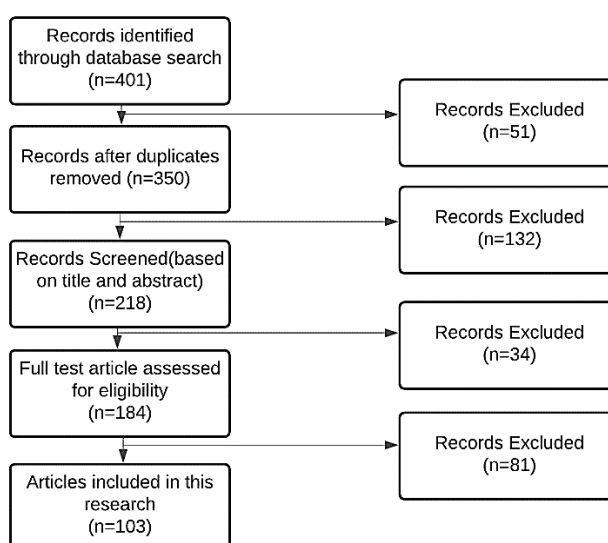 Records identified
through database search
(n=401)
Records Excluded
(n=51)
Records after duplicates
removed (n=350)
Records Excluded
(n=132)
Records Screened(based
on title and abstract)
(n=218)
Records Excluded
(n=34)
Full test article assessed
for eligibility
(n=184)
Records Excluded
(n=81)
Articles included in this
research
(n=103)